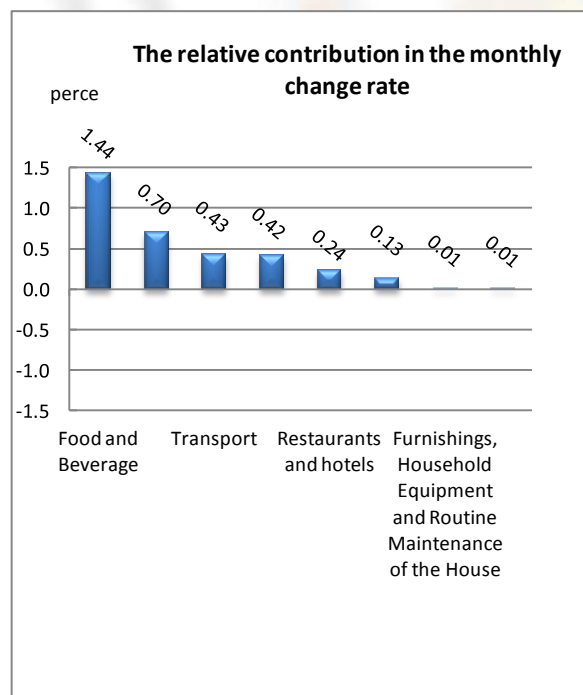 The relative contribution in the monthly
change rate
perce
1.44
0.70
0.43
0.42
0.24
0.13
0.01
0.01
1.5
1.0
0.5
0.0
-0.5
-1.0
-1.5
Food and
Beverage
Transport
Restaurants
and hotels
Furnishings,
Household
Equipment
and Routine
Maintenance
of the House